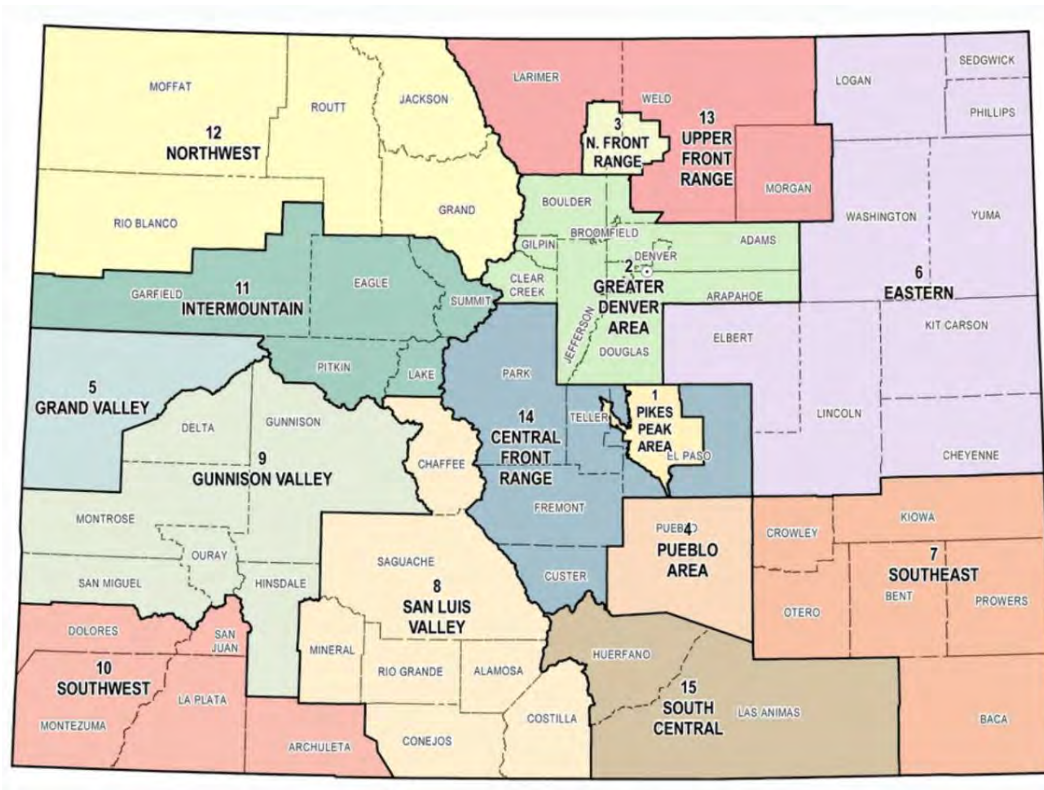 MOFFAT
12
NORTHWEST
ROUTT
JACKSON
RIO BLANCO
GRAND
LARIMER
WELD
3
N. FRONT
RANGE
13
UPPER
FRONT
RANGE
MORGAN
LOGAN
SEDGWICK
PHILLIPS
WASHINGTON
YUMA
6
EASTERN
KIT CARSON
ELBERT
LINCOLN
CHEYENNE
BOULDER
BROOMFIELD
GILPIN
CLEAR
CREEK
DENVER
ADAMS
2
GREATER
DENVER
AREA
ARAPAHOE
JEFFERSON
DOUGLAS
GARFIELD
11
INTERMOUNTAIN
EAGLE
SUMMIT
PITKIN
LAKE
5
GRAND VALLEY
DELTA
GUNNISON
9
GUNNISON VALLEY
MONTROSE
OURAY
SAN MIGUEL
HINSDALE
PARK
TELLER
14
CENTRAL
FRONT
RANGE
FREMONT
CUSTER
1
PIKES
PEAK
AREA
EL PASO
CHAFFEE
SAGUACHE
8
SAN LUIS
VALLEY
MINERAL
RIO GRANDE
ALAMOSA
CONEJOS
COSTILLA
PUEBLO
4
PUEBLO
AREA
CROWLEY
KIOWA
7
SOUTHEAST
OTERO
BENT
PROWERS
BACA
DOLORES
SAN
JUAN
10
SOUTHWEST
MONTEZUMA
LA PLATA
ARCHULETA
HUERFANO
15
SOUTH
CENTRAL
LAS ANIMAS